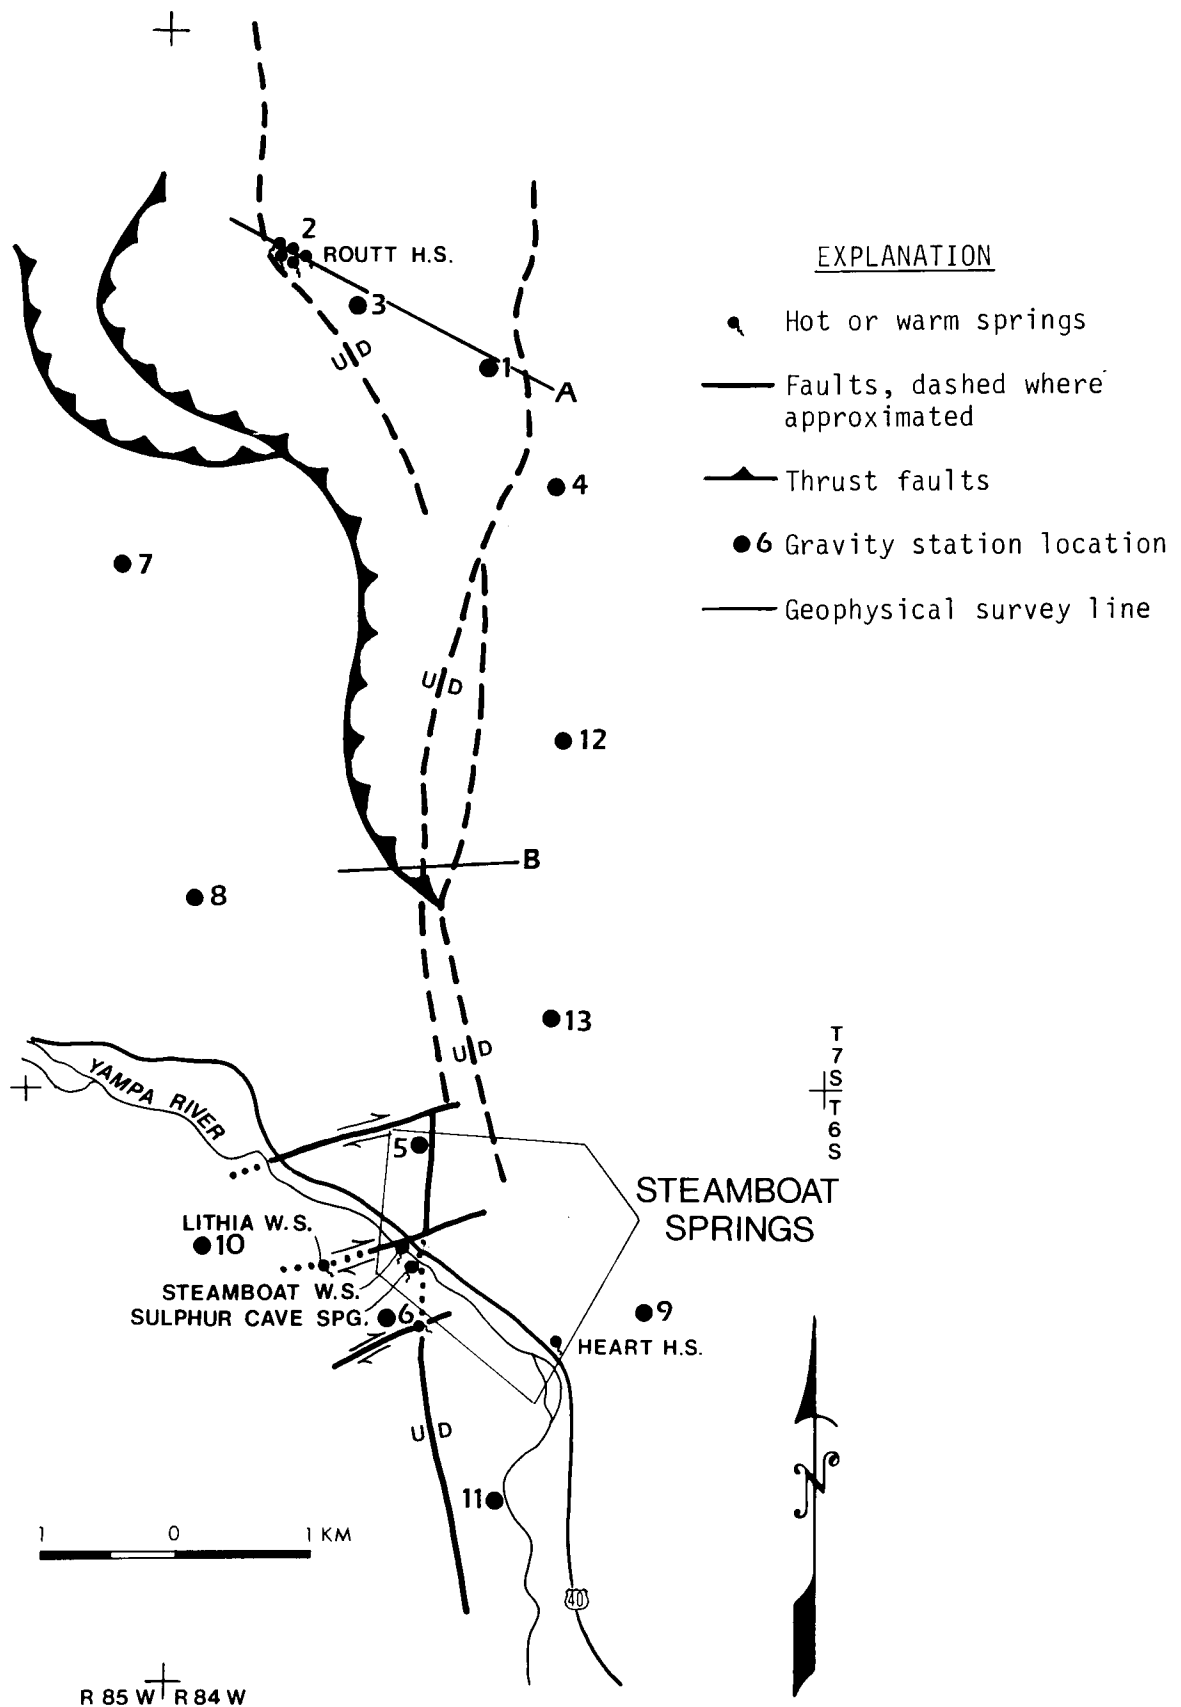 2
ROUTT H.S.
3
U D
1
A
4
7
U D
12
B
8
13
U D
EXPLANATION
Hot or warm springs
Faults, dashed where
approximated
Thrust faults
6 Gravity station location
Geophysical survey line
YAMPA RIVER
T
7
S
T
6
S
5
STEAMBOAT
SPRINGS
LITHIA W.S.
10
STEAMBOAT W.S.
SULPHUR CAVE SPG.
6
9
HEART H.S.
U D
11
1 0 1 KM
40
N
R 85 W R 84 W